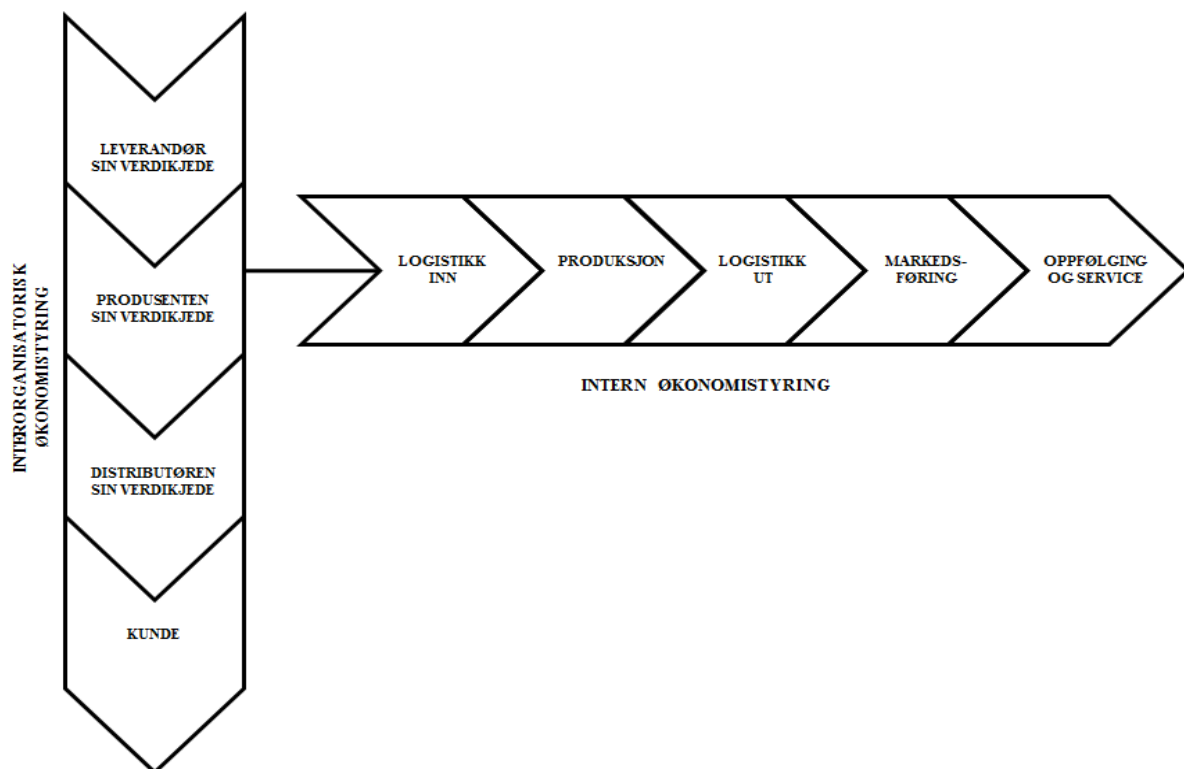 INTERORGANISATORISK
ØKONOMISTYRING
LEVERANDØR
SIN VERDIKJEDE
PRODUSENTEN
SIN VERDIKJEDE
DISTRIBUTØREN
SIN VERDIKJEDE
KUNDE
LOGISTIKK
INN
PRODUKSJON
LOGISTIKK
UT
MARKEDS-
FØRING
OPPFØLGING
OG SERVICE
INTERN ØKONOMISTYRING